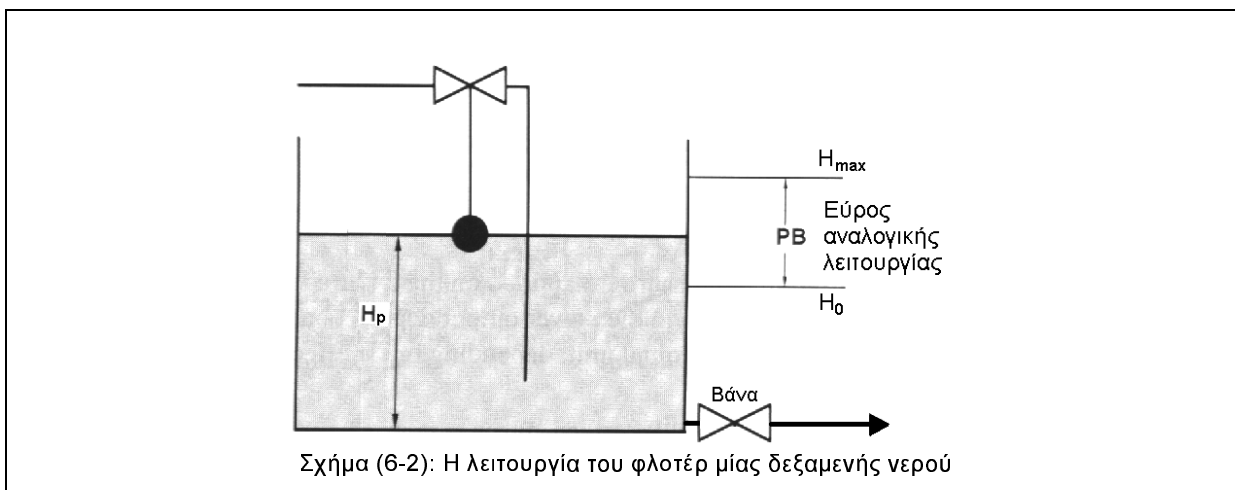 H_max
Εύρος
PB αναλογικής
λειτουργίας
H_0
H_p
Βάνα
Σχήμα (6-2): Η λειτουργία του φλοτέρ μίας δεξαμενής νερού